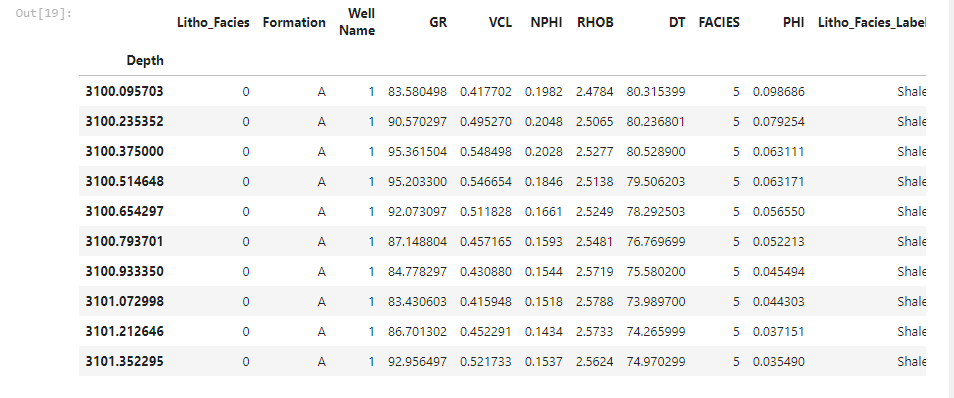 Out[19]:
Litho_Facies Formation Well Name GR VCL NPHI RHOB DT FACIES PHI Litho_Facies_Label
Depth
3100.095703 0 A 1 83.580498 0.417702 0.1982 2.4784 80.315399 5 0.098686 Shale
3100.235352 0 A 1 90.570297 0.495270 0.2048 2.5065 80.236801 5 0.079254 Shale
3100.375000 0 A 1 95.361504 0.548498 0.2028 2.5277 80.528900 5 0.063111 Shale
3100.514648 0 A 1 95.203300 0.546654 0.1846 2.5138 79.506203 5 0.063171 Shale
3100.654297 0 A 1 92.073097 0.511828 0.1661 2.5249 78.292503 5 0.056550 Shale
3100.793701 0 A 1 87.148804 0.457165 0.1593 2.5481 76.769699 5 0.052213 Shale
3100.933350 0 A 1 84.778297 0.430880 0.1544 2.5719 75.580200 5 0.045494 Shale
3101.072998 0 A 1 83.430603 0.415948 0.1518 2.5788 73.989700 5 0.044303 Shale
3101.212646 0 A 1 86.701302 0.452291 0.1434 2.5733 74.265999 5 0.037151 Shale
3101.352295 0 A 1 92.956497 0.521733 0.1537 2.5624 74.970299 5 0.035490 Shale